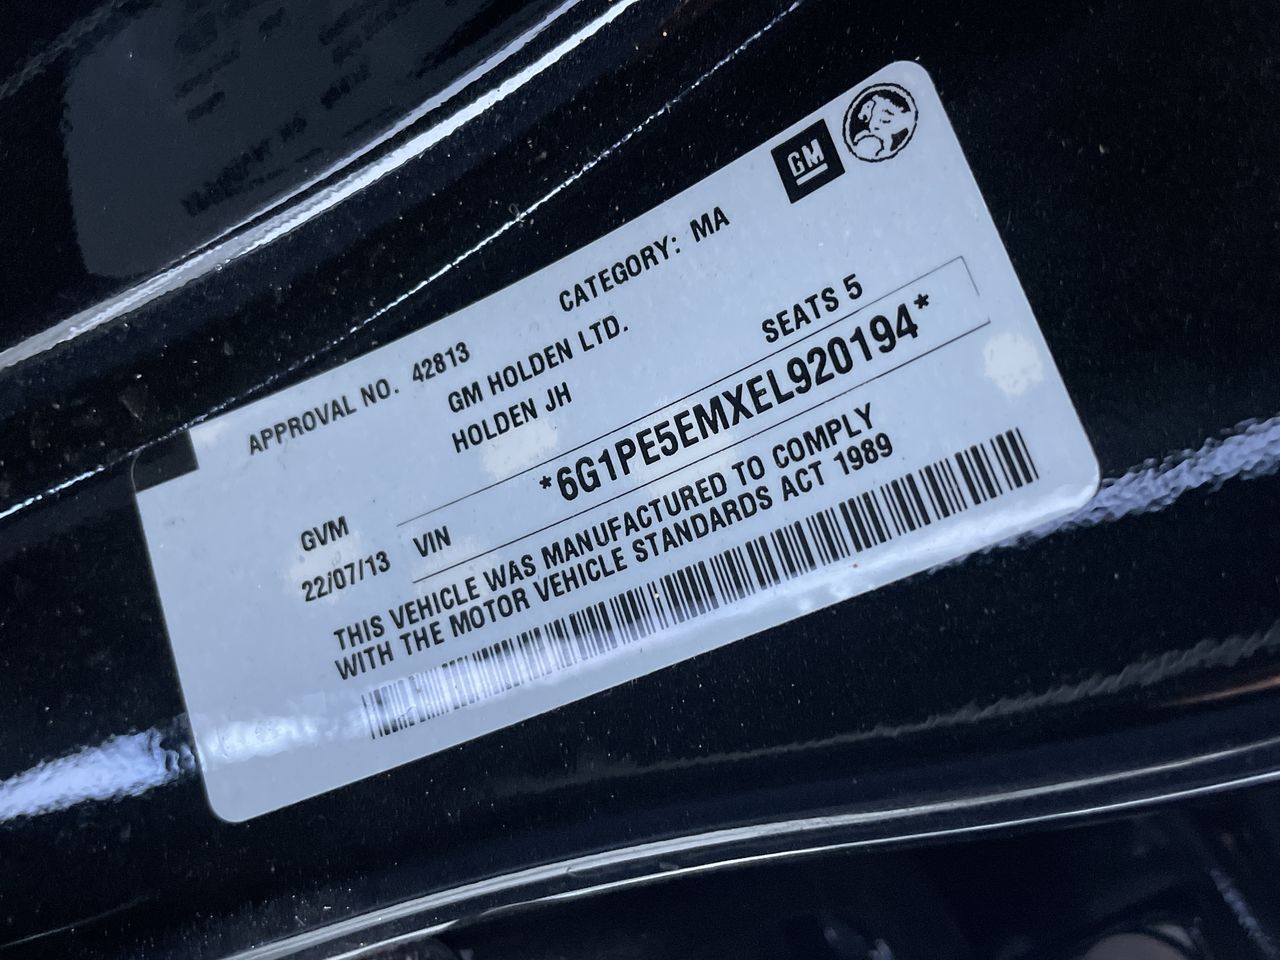 GM
APPROVAL NO. 42813 CATEGORY: MA
GM HOLDEN LTD.
HOLDEN JH SEATS 5
GVM
VIN *6G1PE5EMXEL920194*
22/07/13
THIS VEHICLE WAS MANUFACTURED TO COMPLY
WITH THE MOTOR VEHICLE STANDARDS ACT 1989